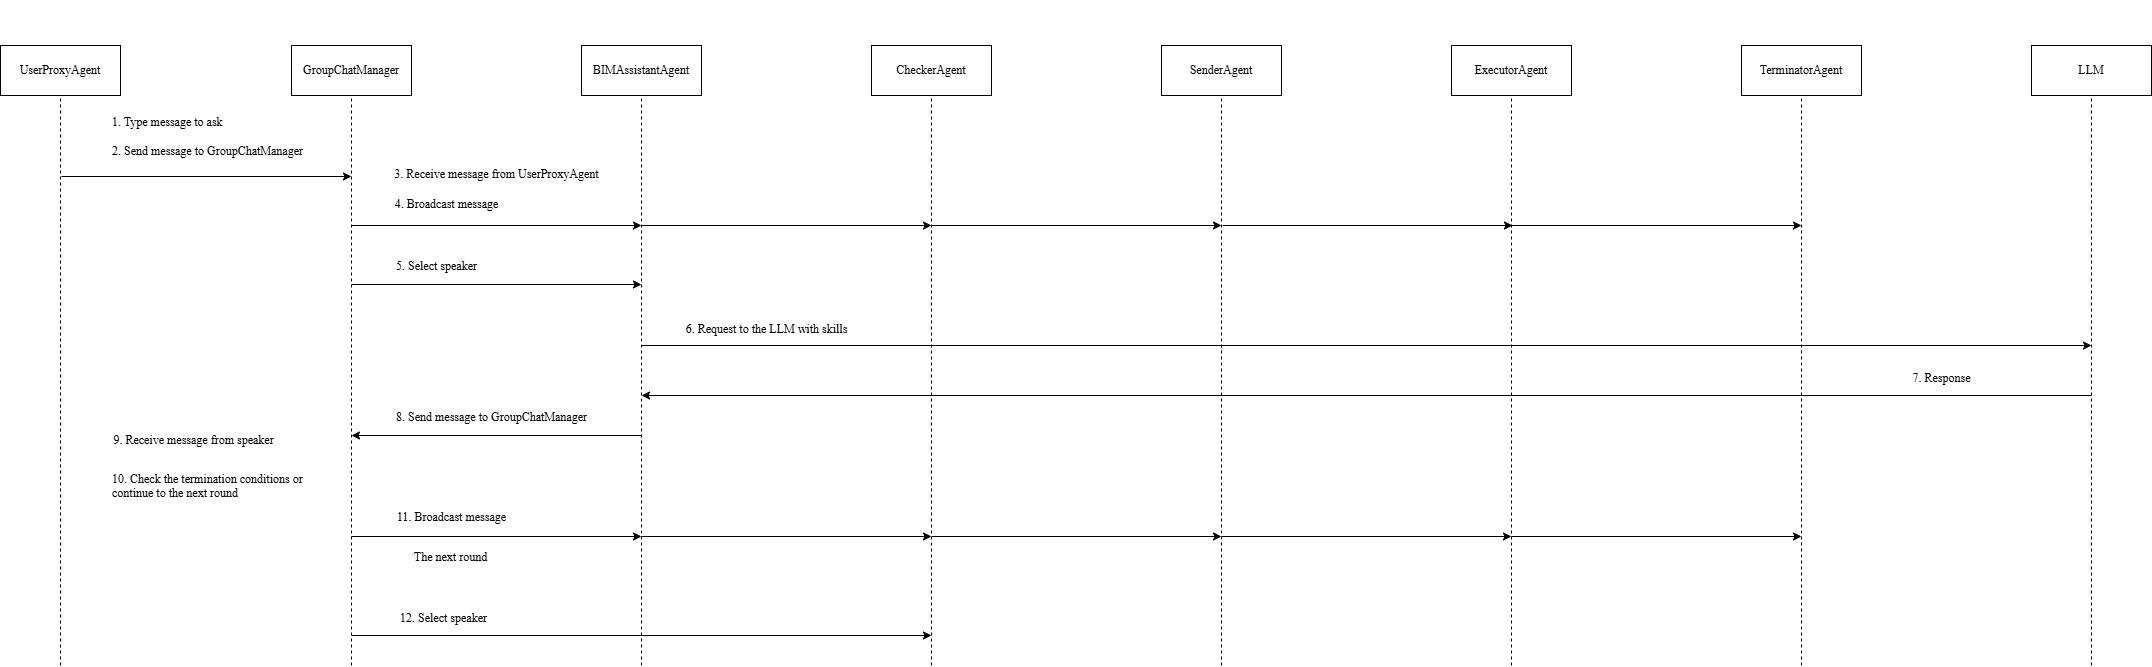 UserProxyAgent
GroupChatManager
BIMAssistantAgent
CheckerAgent
SenderAgent
ExecutorAgent
TerminatorAgent
LLM
1. Type message to ask
2. Send message to GroupChatManager
3. Receive message from UserProxyAgent
4. Broadcast message
5. Select speaker
6. Request to the LLM with skills
7. Response
8. Send message to GroupChatManager
9. Receive message from speaker
10. Check the termination conditions or
continue to the next round
11. Broadcast message
The next round
12. Select speaker